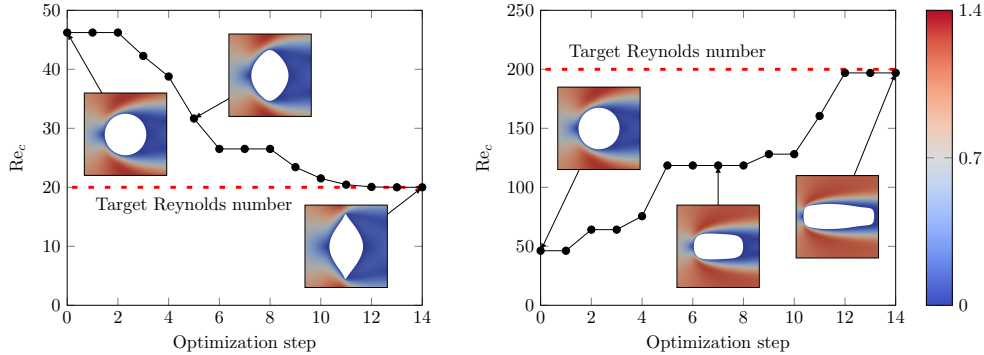 50
40
30
20
10
0
Re_c
0 2 4 6 8 10 12 14
Optimization step
Target Reynolds number
250
200
150
100
50
0
Re_c
0 2 4 6 8 10 12 14
Optimization step
Target Reynolds number
1.4
0.7
0